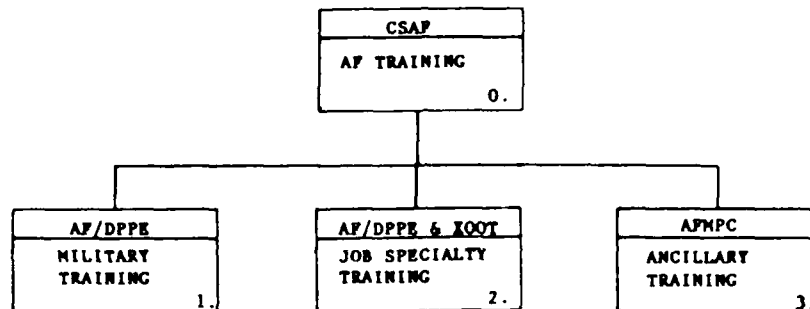 CSAF
AF TRAINING
0.
AF/DPPE
MILITARY
TRAINING
1.
AF/DPPE & XOOT
JOB SPECIALTY
TRAINING
2.
AFMPC
ANCILLARY
TRAINING
3.